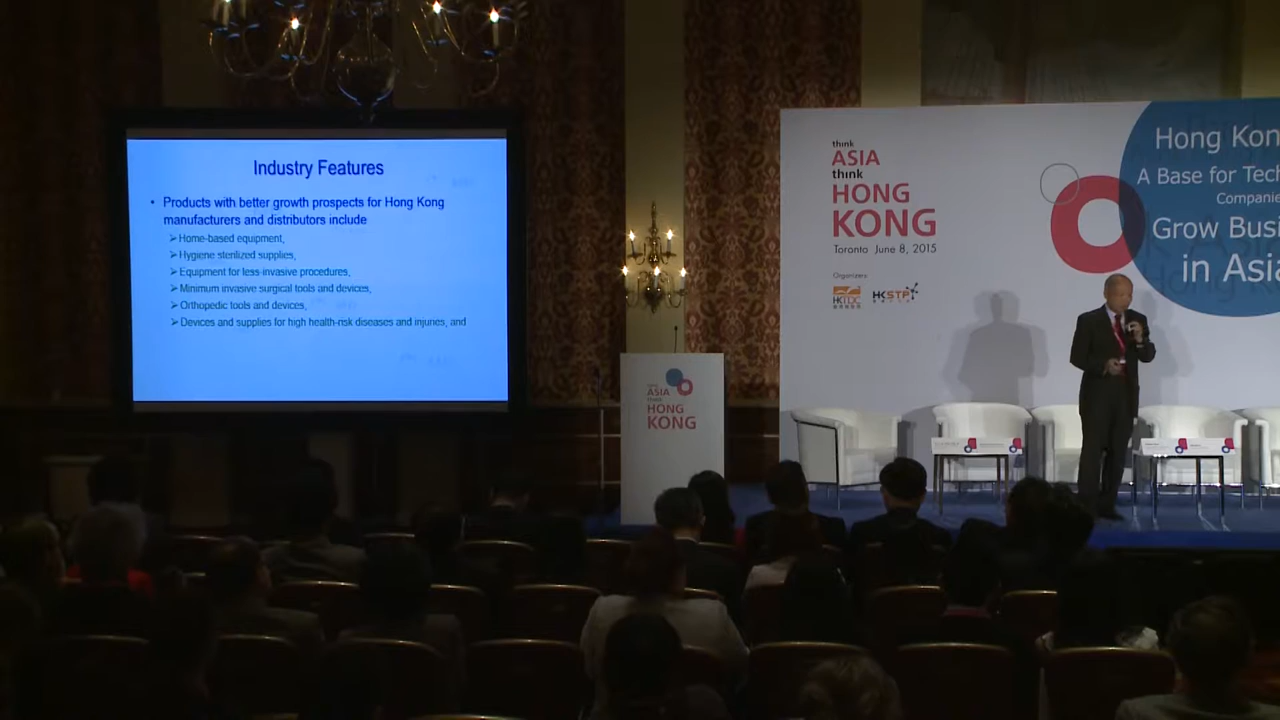 Industry Features
• Products with better growth prospects for Hong Kong
manufacturers and distributors include
➢ Home-based equipment,
➢ Hygiene sterilized supplies,
➢ Equipment for less-invasive procedures,
➢ Minimum invasive surgical tools and devices,
➢ Orthopedic tools and devices,
➢ Devices and supplies for high health-risk diseases and injuries, and
think
ASIA
think
HONG
KONG
Toronto June 8, 2015
Organizers
HKTDC
HKSTP
Hong Kon
A Base for Tech
Companie
Grow Busi
in Asia
ASIA
think
HONG
KONG